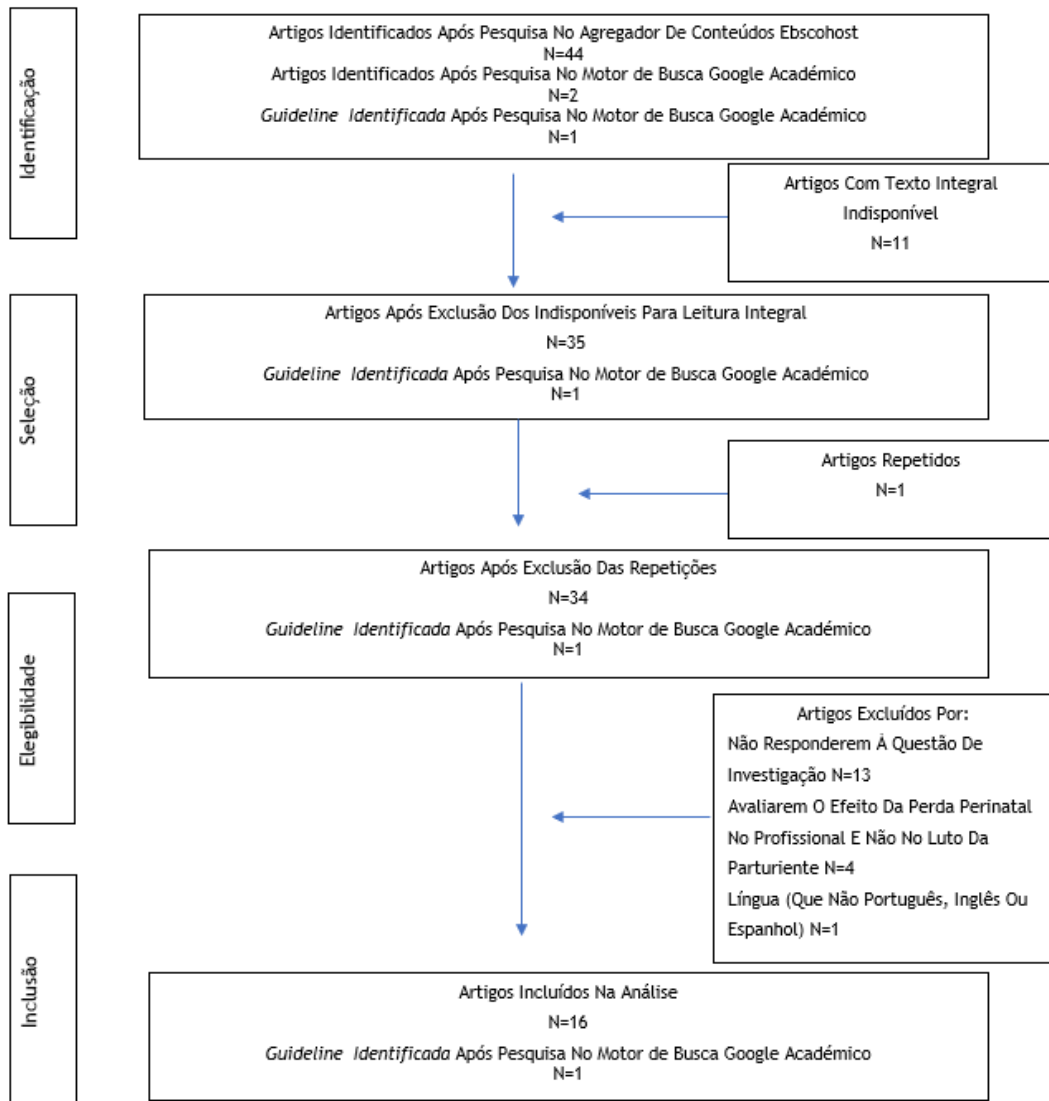 Identificação
Artigos Identificados Após Pesquisa No Agregador De Conteúdos Ebscohost
N=44
Artigos Identificados Após Pesquisa No Motor de Busca Google Académico
N=2
Guideline Identificada Após Pesquisa No Motor de Busca Google Académico
N=1
Artigos Com Texto Integral
Indisponível
N=11
Seleção
Artigos Após Exclusão Dos Indisponíveis Para Leitura Integral
N=35
Guideline Identificada Após Pesquisa No Motor de Busca Google Académico
N=1
Artigos Repetidos
N=1
Elegibilidade
Artigos Após Exclusão Das Repetições
N=34
Guideline Identificada Após Pesquisa No Motor de Busca Google Académico
N=1
Artigos Excluídos Por:
Não Responderem À Questão De
Investigação N=13
Avaliarem O Efeito Da Perda Perinatal
No Profissional E Não No Luto Da
Parturiente N=4
Língua (Que Não Português, Inglês Ou
Espanhol) N=1
Inclusão
Artigos Incluídos Na Análise
N=16
Guideline Identificada Após Pesquisa No Motor de Busca Google Académico
N=1